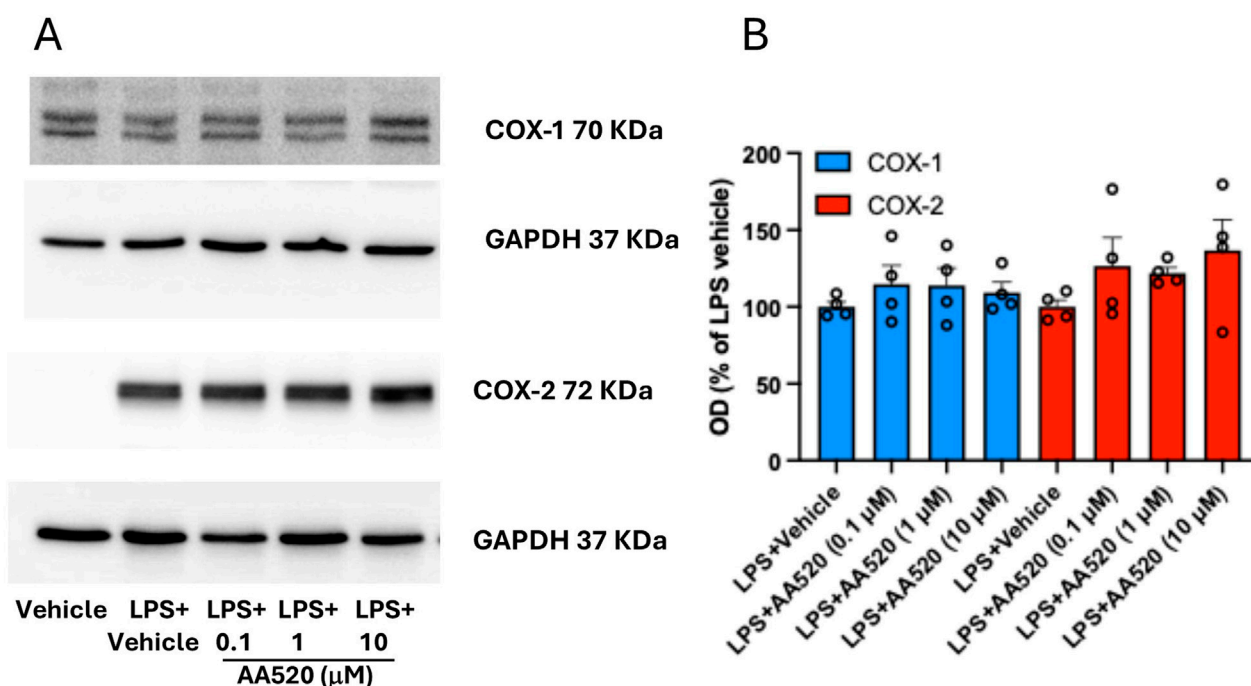 A
COX-1 70 KDa
GAPDH 37 KDa
COX-2 72 KDa
GAPDH 37 KDa
Vehicle LPS+ LPS+ LPS+ LPS+
Vehicle 0.1 1 10
AA520 (μM)
B
OD (% of LPS vehicle)
200
150
100
50
0
COX-1
COX-2
LPS+Vehicle
LPS+AA520 (0.1 μM)
LPS+AA520 (1 μM)
LPS+AA520 (10 μM)
LPS+Vehicle
LPS+AA520 (0.1 μM)
LPS+AA520 (1 μM)
LPS+AA520 (10 μM)